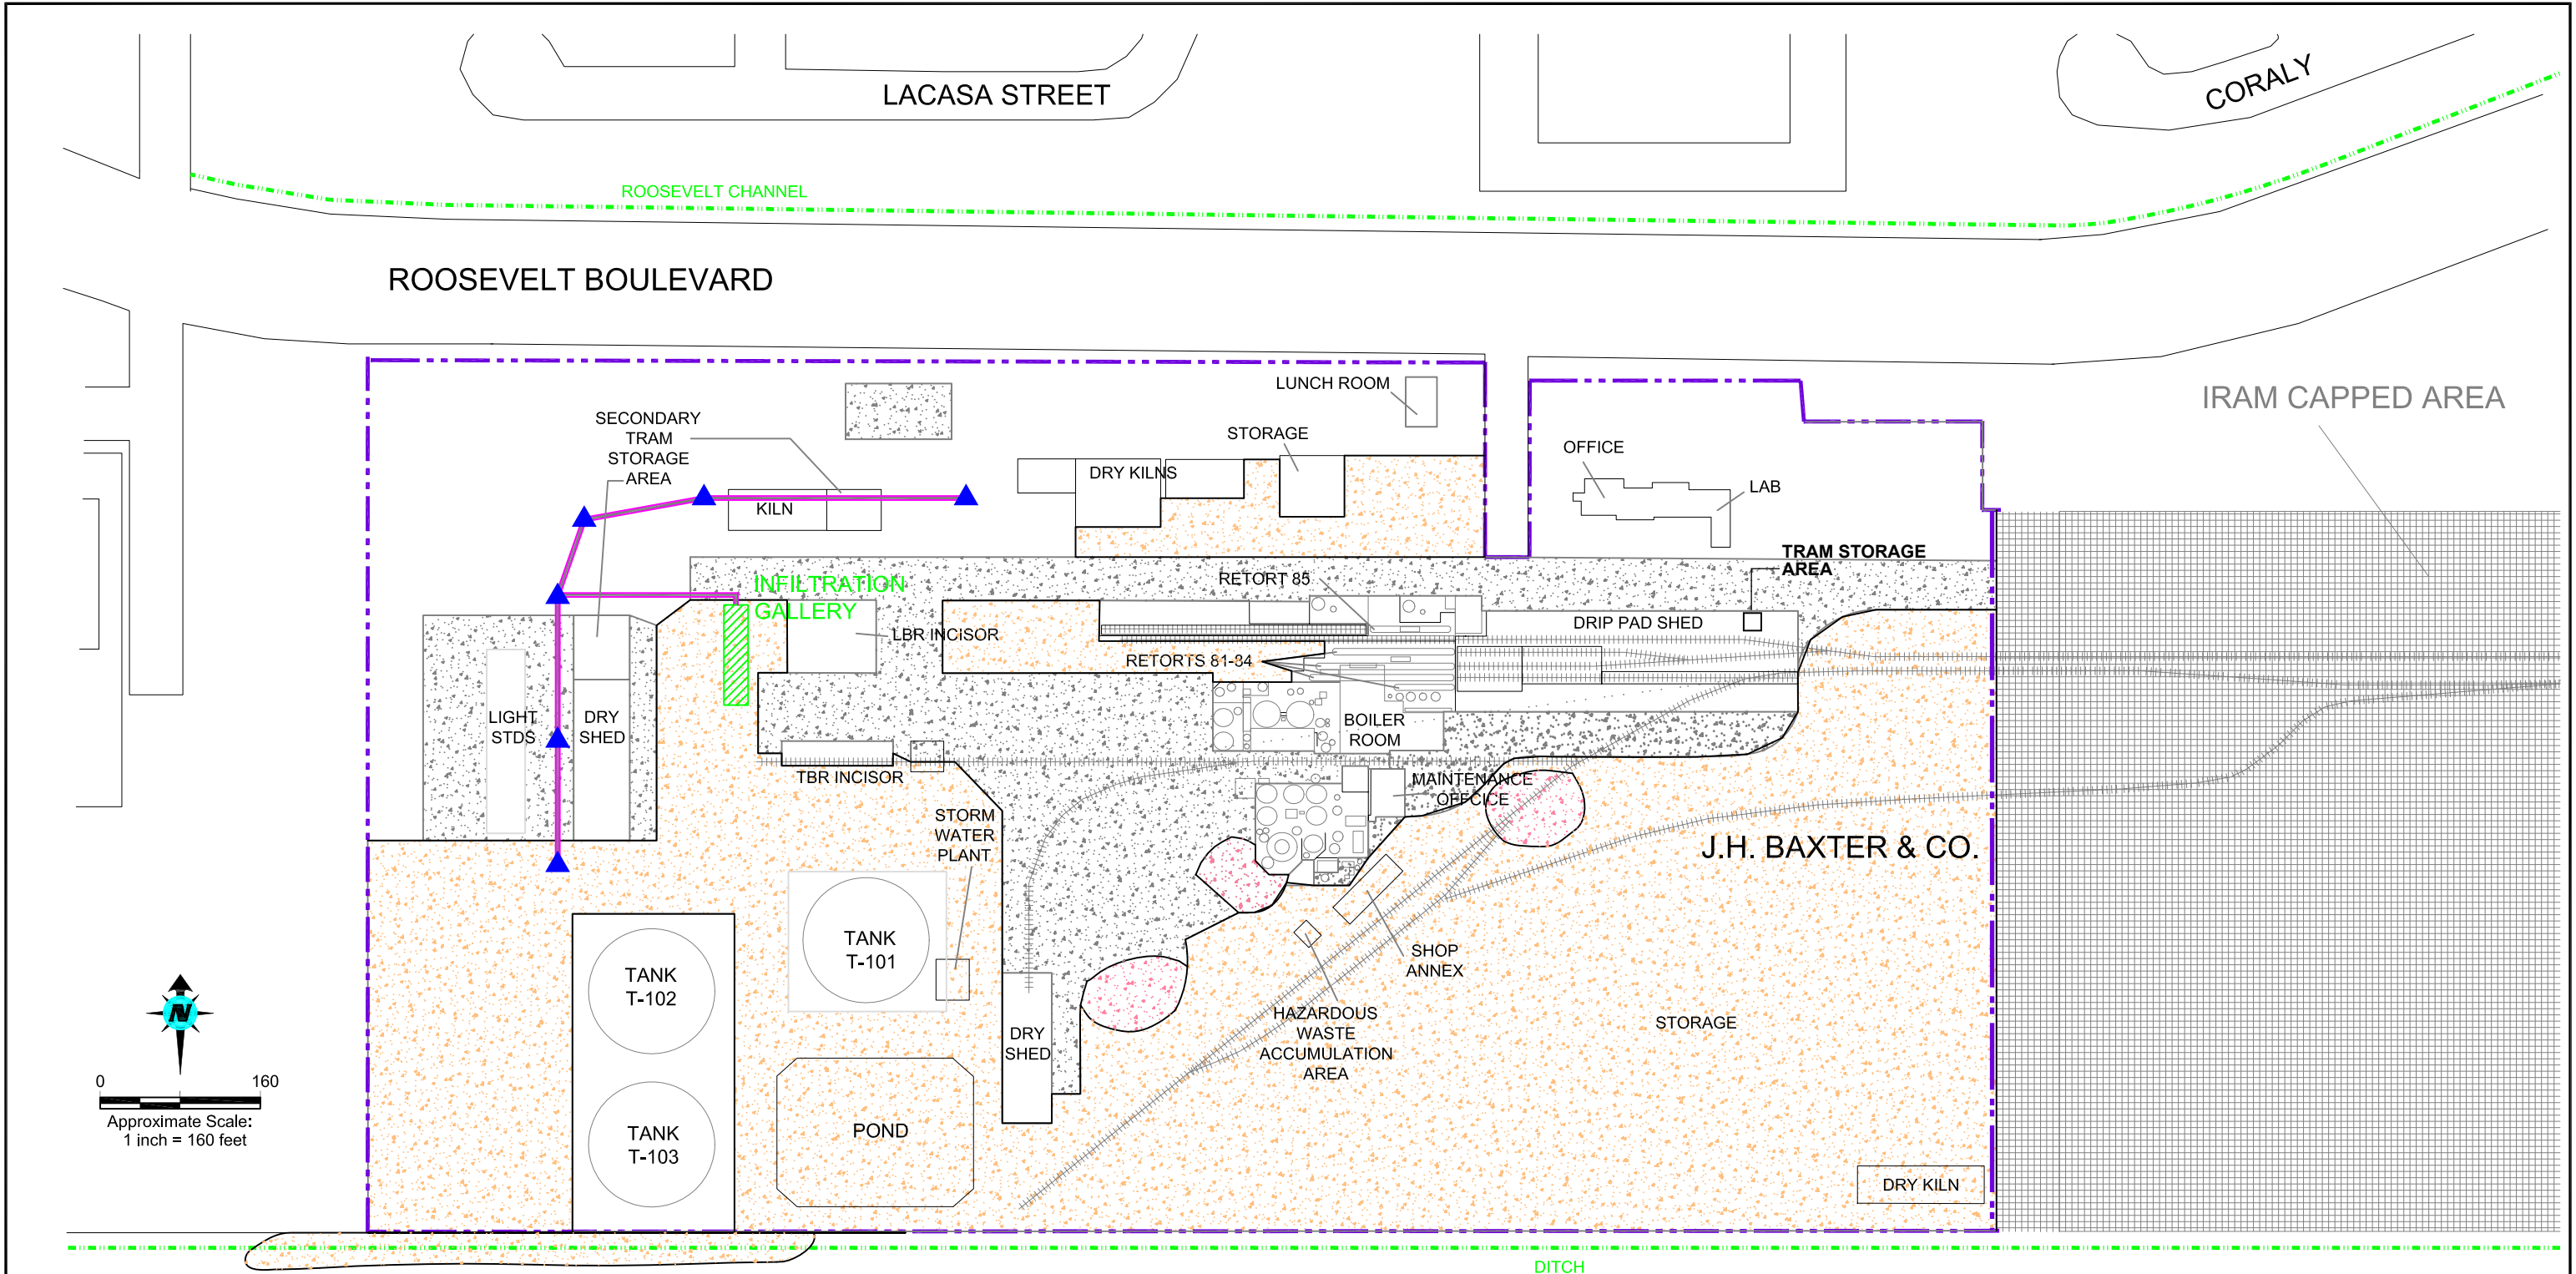 LACASA STREET
CORALY
ROOSEVELT CHANNEL
ROOSEVELT BOULEVARD
LUNCH ROOM
IRAM CAPPED AREA
SECONDARY
TRAM
STORAGE
AREA
STORAGE
OFFICE
DRY KILNS
LAB
KILN
TRAM STORAGE
AREA
INFILTRATION
GALLERY
RETORT 85
LBR INCISOR
DRIP PAD SHED
RETORTS 81-84
LIGHT
STDS
DRY
SHED
BOILER
ROOM
TBR INCISOR
MAINTENANCE
OFFCICE
STORM
WATER
PLANT
J.H. BAXTER & CO.
TANK
T-101
TANK
T-102
SHOP
ANNEX
N
HAZARDOUS
WASTE
ACCUMULATION
AREA
STORAGE
DRY
SHED
0 160
Approximate Scale:
1 inch = 160 feet
TANK
T-103
POND
DRY KILN
DITCH